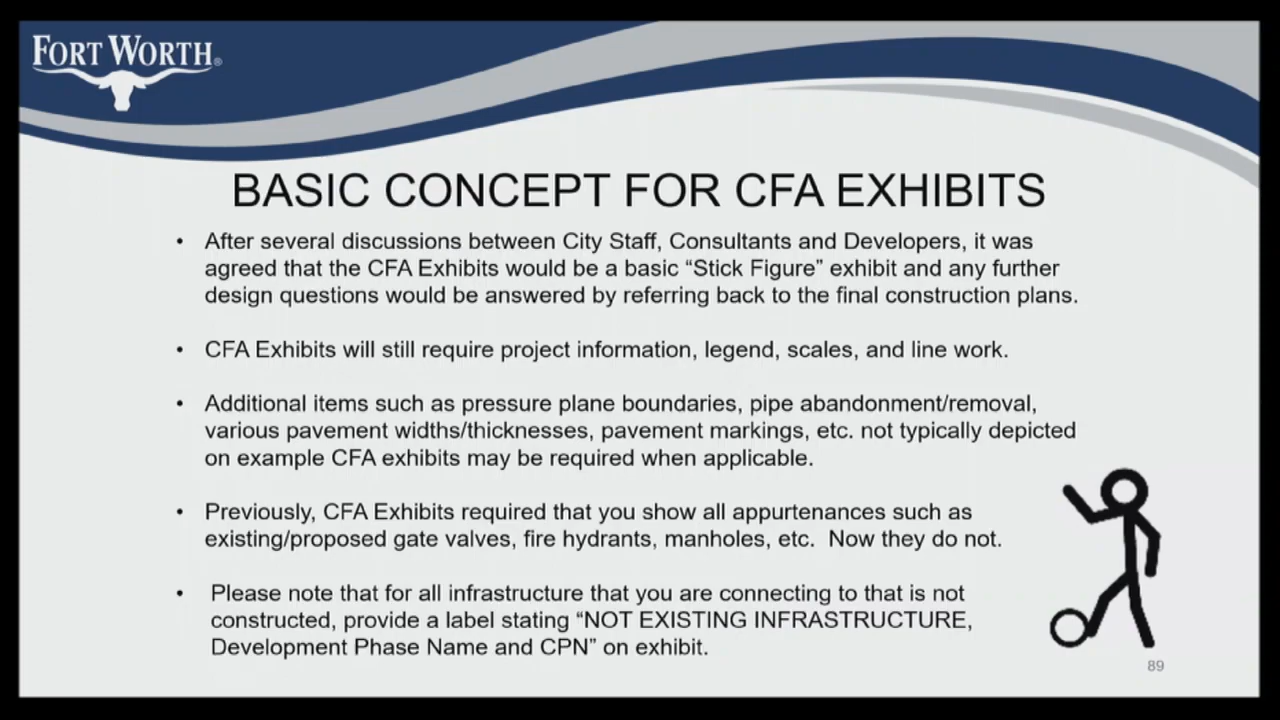 FORT WORTH®
BASIC CONCEPT FOR CFA EXHIBITS
• After several discussions between City Staff, Consultants and Developers, it was
agreed that the CFA Exhibits would be a basic “Stick Figure” exhibit and any further
design questions would be answered by referring back to the final construction plans.
• CFA Exhibits will still require project information, legend, scales, and line work.
• Additional items such as pressure plane boundaries, pipe abandonment/removal,
various pavement widths/thicknesses, pavement markings, etc. not typically depicted
on example CFA exhibits may be required when applicable.
• Previously, CFA Exhibits required that you show all appurtenances such as
existing/proposed gate valves, fire hydrants, manholes, etc.  Now they do not.
• Please note that for all infrastructure that you are connecting to that is not
constructed, provide a label stating “NOT EXISTING INFRASTRUCTURE,
Development Phase Name and CPN” on exhibit.
89